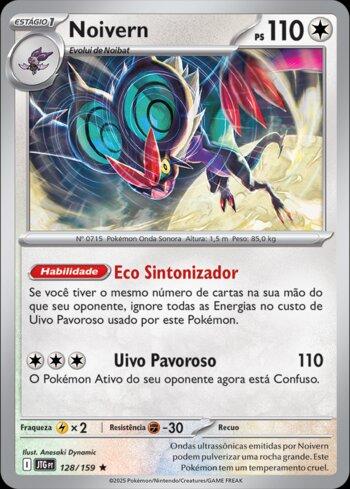 ESTÁGIO 1
Noivern
PS 110
Evolui de Noibat
Nº 0715 Pokémon Onda Sonora Altura: 1,5 m Peso: 85,0 kg
Habilidade Eco Sintonizador
Se você tiver o mesmo número de cartas na sua mão do
que seu oponente, ignore todas as Energias no custo de
Uivo Pavoroso usado por este Pokémon.
Uivo Pavoroso 110
O Pokémon Ativo do seu oponente agora está Confuso.
Fraqueza x2 Resistência -30 Recuo
Ilust. Anesaki Dynamic
I JTG PT 128/159 ★
Ondas ultrassônicas emitidas por Noivern
podem pulverizar uma rocha grande. Este
Pokémon tem um temperamento cruel.
©2025 Pokémon/Nintendo/Creatures/GAME FREAK